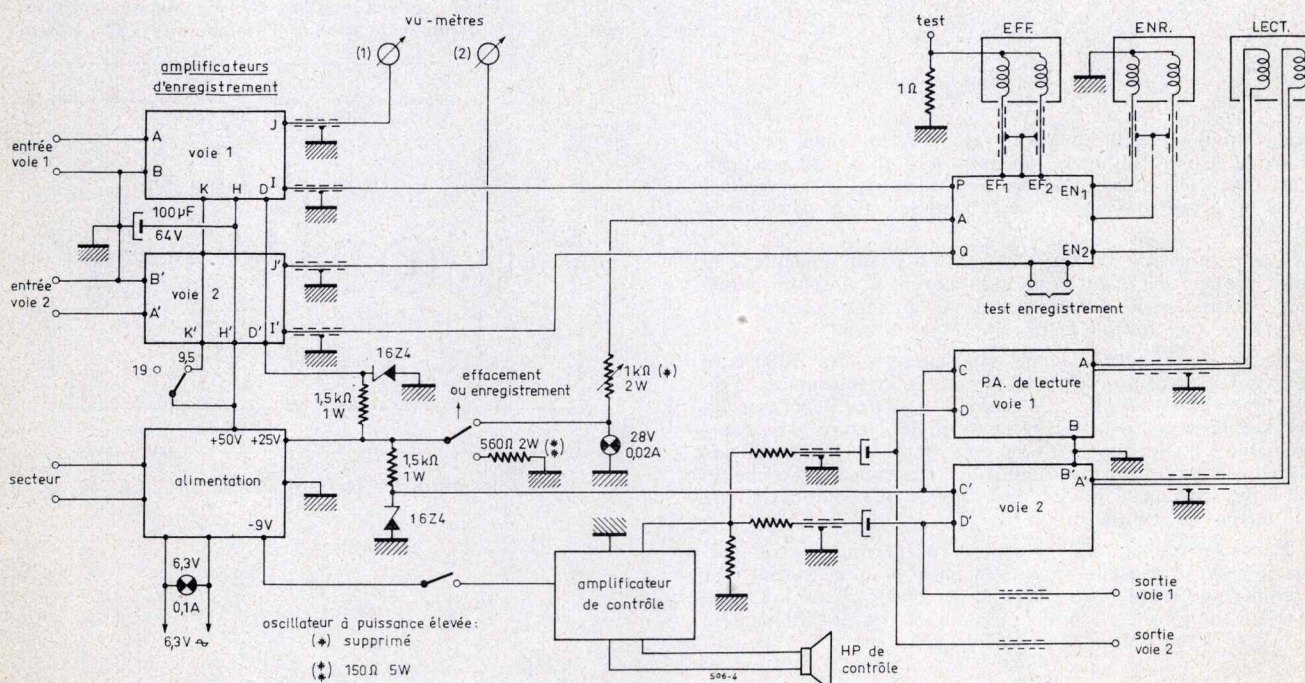 vu - mètres
(1)
(2)
amplificateurs
d'enregistrement
entrée
voie 1
A
B
voie 1
J
I
K
H
D
100µF
64V
entrée
voie 2
B'
A'
voie 2
J'
I'
K'
H'
D'
19
9,5
16Z4
1,5kΩ
1W
effacement
ou enregistrement
+50V
+25V
secteur
alimentation
-9V
1,5kΩ
1W
16Z4
560Ω 2W (**)
1kΩ (*)
2W
28V
0,02A
6,3V
0,1A
6,3V
oscillateur à puissance élevée :
(*) supprimé
(**) 150Ω 5W
amplificateur
de contrôle
HP de
contrôle
506-4
test
1Ω
EFF.
ENR.
LECT.
P
A
Q
EF1
EF2
EN1
EN2
test enregistrement
C
D
A
P.A. de lecture
voie 1
B
B'
A'
C'
D'
voie 2
sortie
voie 1
sortie
voie 2